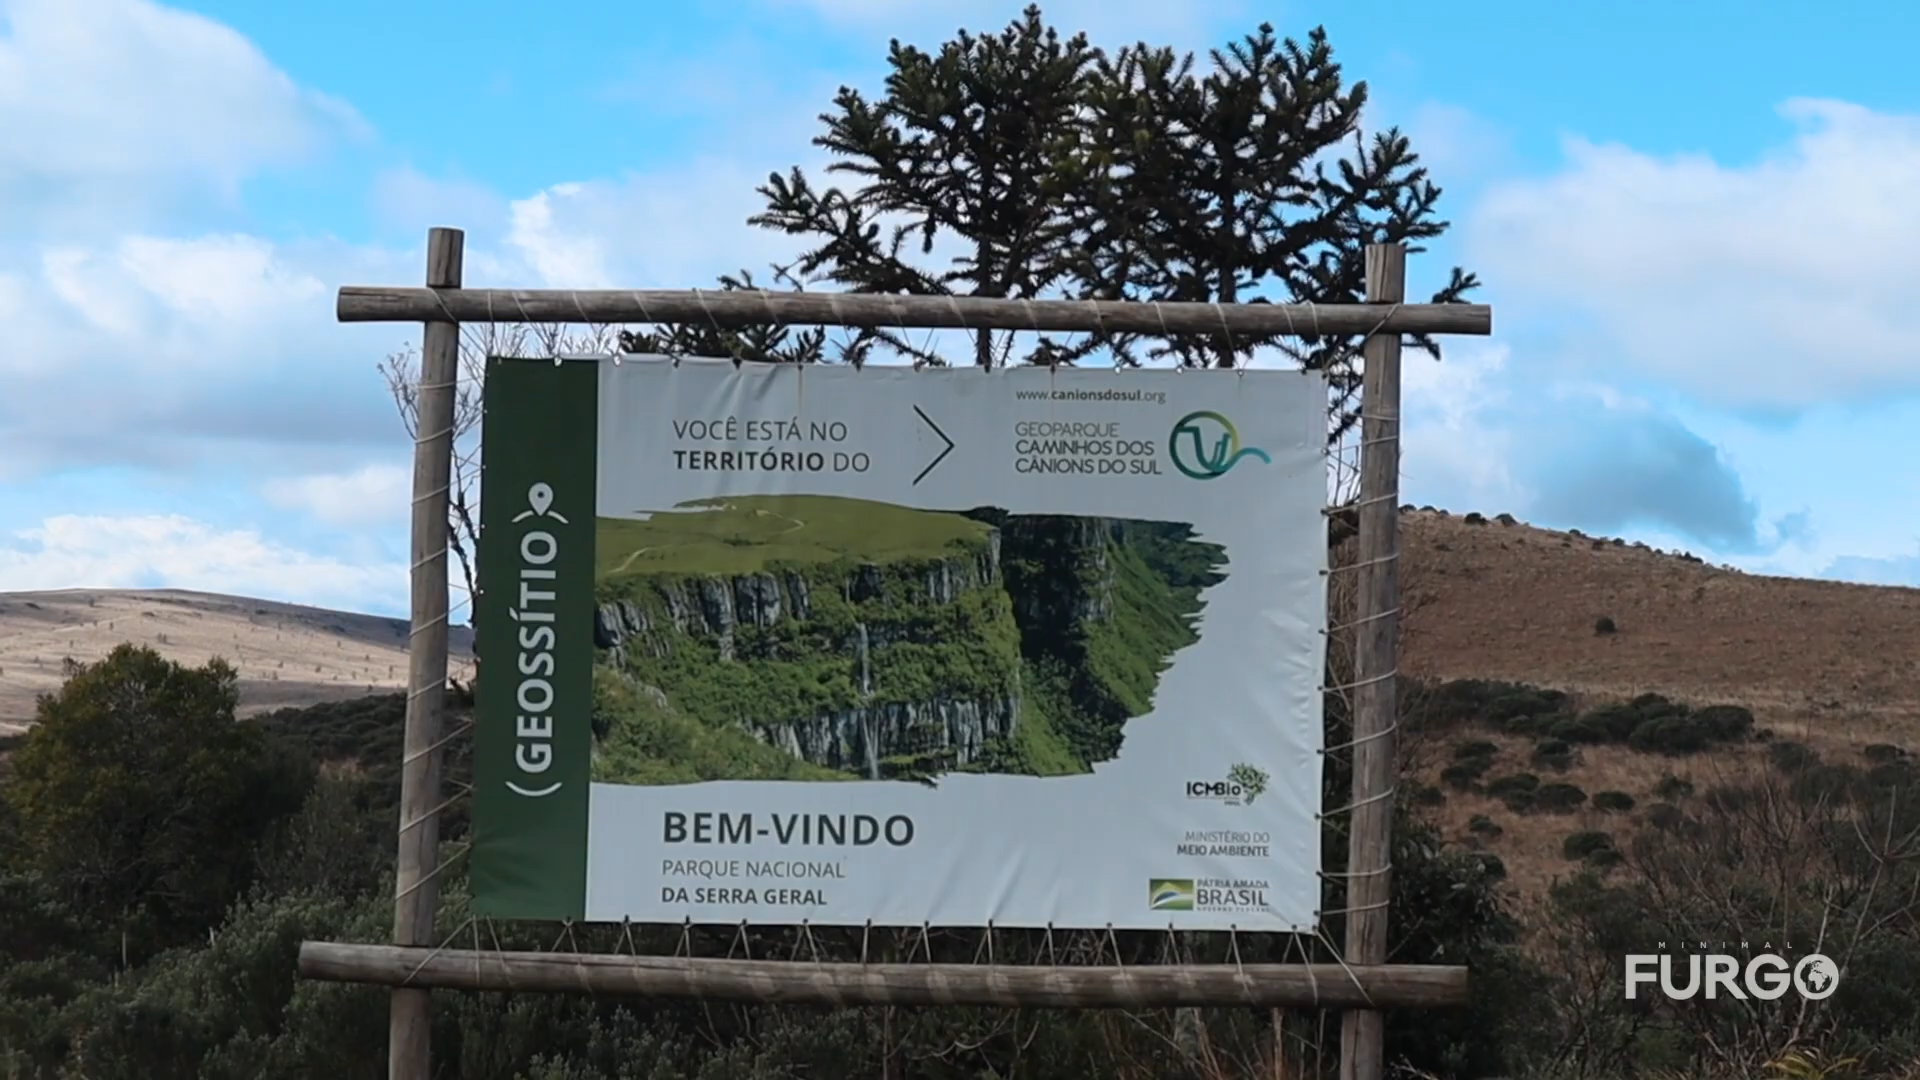 www.canionsdosul.org
VOCÊ ESTÁ NO
TERRITÓRIO DO
GEOPARQUE
CAMINHOS DOS
CÂNIONS DO SUL
(GEOSSÍTIO)
BEM-VINDO
PARQUE NACIONAL
DA SERRA GERAL
ICMBio
MINISTÉRIO DO
MEIO AMBIENTE
PÁTRIA AMADA
BRASIL
GOVERNO FEDERAL
MINIMAL
FURGO